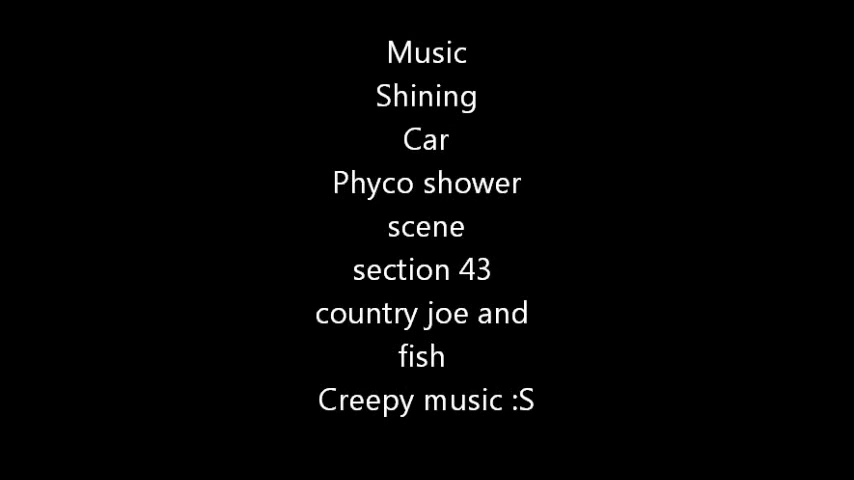 Music
Shining
Car
Phyco shower
scene
section 43
country joe and
fish
Creepy music :S